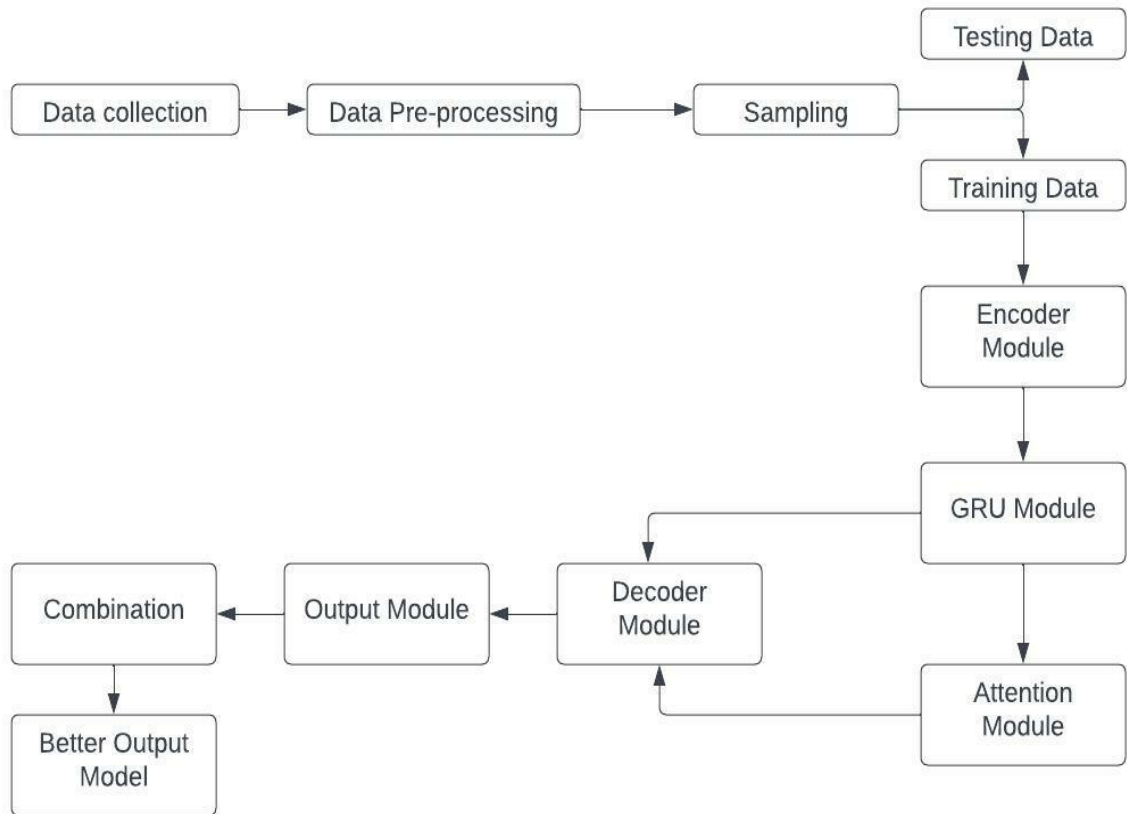 Testing Data
Data collection
Data Pre-processing
Sampling
Training Data
Encoder
Module
GRU Module
Combination
Output Module
Decoder
Module
Attention
Module
Better Output
Model